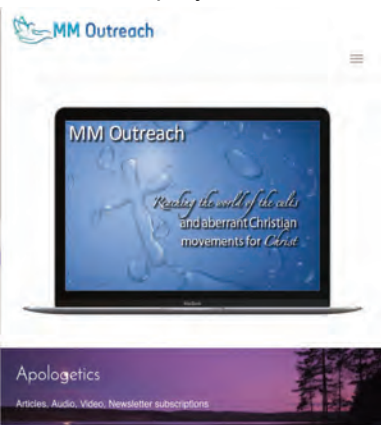 MM Outreach
MM Outreach
Reaching the world of the cults
and aberrant Christian
movements for Christ
MacBook
Apologetics
Articles, Audio, Video, Newsletter subscriptions